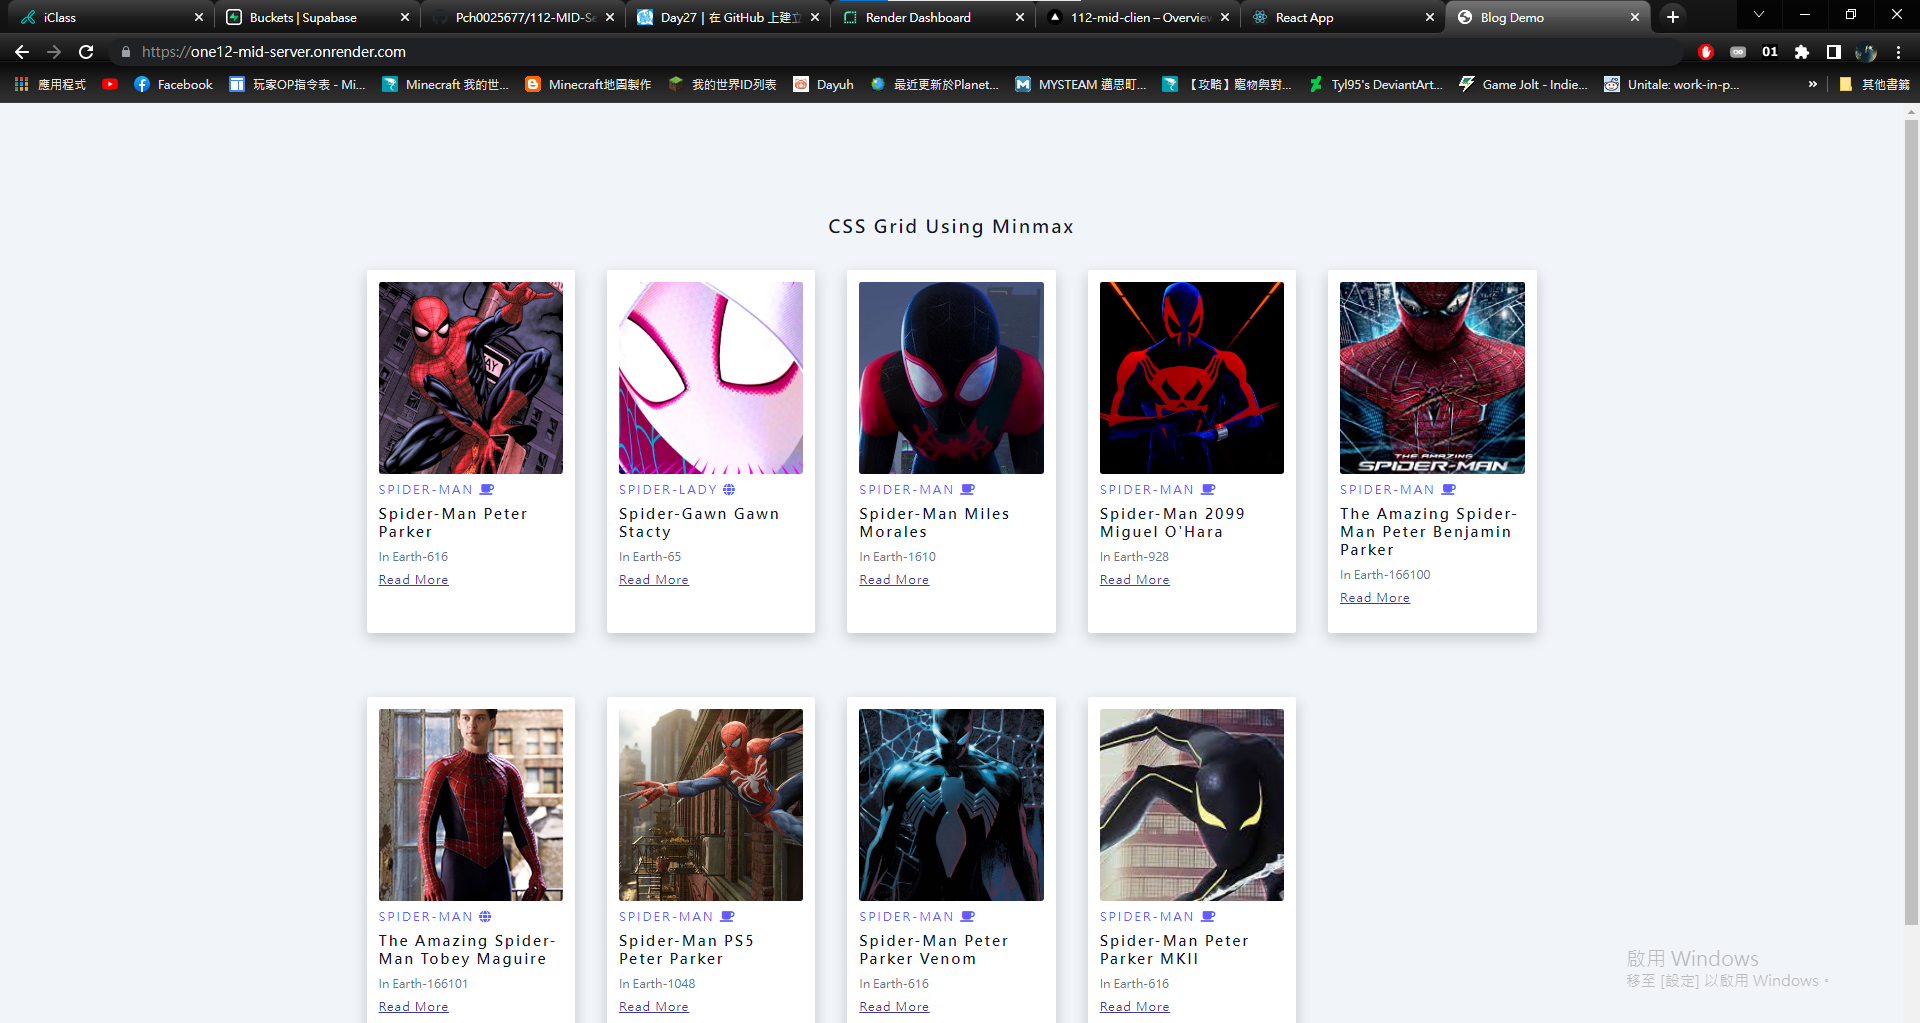 iClass
Buckets | Supabase
Pch0025677/112-MID-Se
Day27 | 在 GitHub 上建立
Render Dashboard
112-mid-clien – Overview
React App
Blog Demo
https://one12-mid-server.onrender.com
01
應用程式
Facebook
玩家OP指令表 - Mi...
Minecraft 我的世...
Minecraft地圖製作
我的世界ID列表
Dayuh
最近更新於Planet...
MYSTEAM 邁思町...
【攻略】寵物與對...
Tyl95's DeviantArt...
Game Jolt - Indie...
Unitale: work-in-p...
»
其他書籤
CSS Grid Using Minmax
THE AMAZING
SPIDER-MAN
SPIDER-MAN
Spider-Man Peter
Parker
In Earth-616
Read More
SPIDER-LADY
Spider-Gawn Gawn
Stacty
In Earth-65
Read More
SPIDER-MAN
Spider-Man Miles
Morales
In Earth-1610
Read More
SPIDER-MAN
Spider-Man 2099
Miguel O'Hara
In Earth-928
Read More
SPIDER-MAN
The Amazing Spider-
Man Peter Benjamin
Parker
In Earth-166100
Read More
SPIDER-MAN
The Amazing Spider-
Man Tobey Maguire
In Earth-166101
Read More
SPIDER-MAN
Spider-Man PS5
Peter Parker
In Earth-1048
Read More
SPIDER-MAN
Spider-Man Peter
Parker Venom
In Earth-616
Read More
SPIDER-MAN
Spider-Man Peter
Parker MKII
In Earth-616
Read More
啟用 Windows
移至 [設定] 以啟用 Windows。